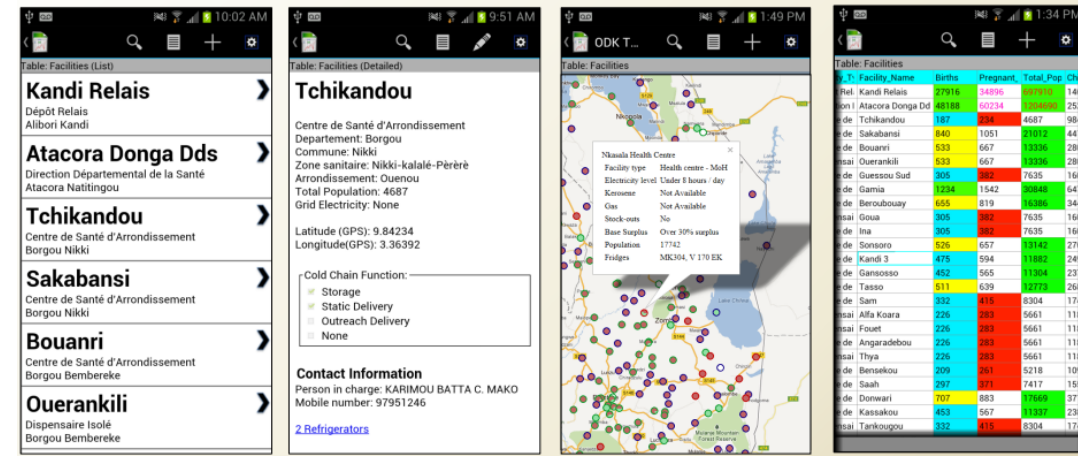 10:02 AM
Table: Facilities (List)
Kandi Relais
Dépôt Relais
Alibori Kandi
Atacora Donga Dds
Direction Départemental de la Santé
Atacora Natitingou
Tchikandou
Centre de Santé d'Arrondissement
Borgou Nikki
Sakabansi
Centre de Santé d'Arrondissement
Borgou Nikki
Bouanri
Centre de Santé d'Arrondissement
Borgou Bembereke
Ouerankili
Dispensaire Isolé
Borgou Bembereke
9:51 AM
Table: Facilities (Detailed)
Tchikandou
Centre de Santé d'Arrondissement
Departement: Borgou
Commune: Nikki
Zone sanitaire: Nikki-kalalé-Pèrèrè
Arrondissement: Ouenou
Total Population: 4687
Grid Electricity: None
Latitude (GPS): 9.84234
Longitude(GPS): 3.36392
Cold Chain Function:
Storage
Static Delivery
Outreach Delivery
None
Contact Information
Person in charge: KARIMOU BATTA C. MAKO
Mobile number: 97951246
2 Refrigerators
1:49 PM
ODK T...
Table: Facilities
Nkopola
Nkasala Health Centre
Facility type Health centre - MoH
Electricity level Under 8 hours / day
Kerosene Not Available
Gas Not Available
Stock-outs No
Base Surplus Over 30% surplus
Population 17742
Fridges MK304, V 170 EK
Lake Chilwa
Mulanje Mountain
Forest Reserve
1:34 PM
Table: Facilities
Facility_Name Births Pregnant_ Total_Pop
Kandi Relais 27916 34896 697910
Atacora Donga Dd 48188 60234 1204690
Tchikandou 187 234 4687
Sakabansi 840 1051 21012
Bouanri 533 667 13336
Ouerankili 533 667 13336
Guessou Sud 305 382 7635
Gamia 1234 1542 30848
Beroubouay 655 819 16386
Goua 305 382 7635
Ina 305 382 7635
Sonsoro 526 657 13142
Kandi 3 475 594 11882
Gansosso 452 565 11304
Tasso 511 639 12773
Sam 332 415 8304
Alfa Koara 226 283 5661
Fouet 226 283 5661
Angaradebou 226 283 5661
Thya 226 283 5661
Bensekou 209 261 5218
Saah 297 371 7417
Donwari 707 883 17669
Kassakou 453 567 11337
Tankougou 332 415 8304